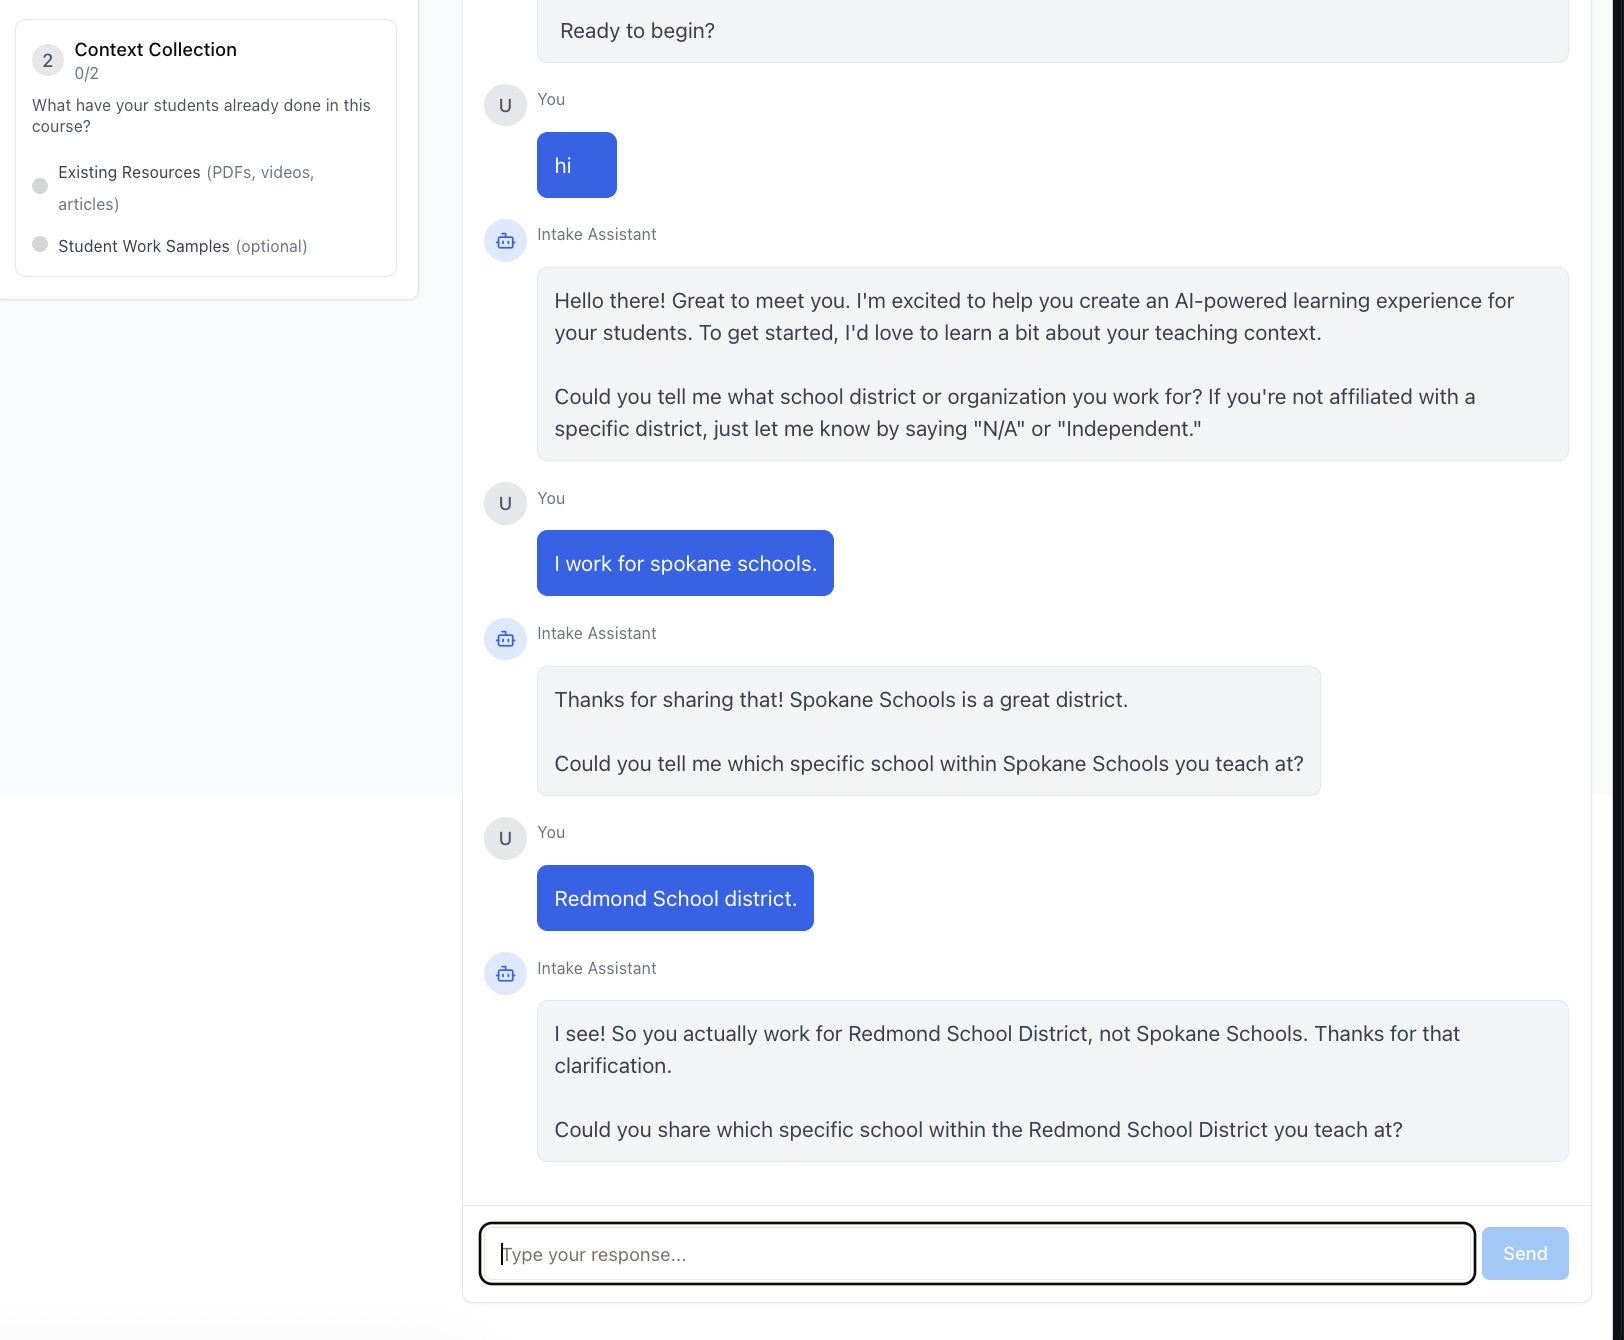 2
Context Collection
0/2
What have your students already done in this
course?
Existing Resources (PDFs, videos,
articles)
Student Work Samples (optional)
Ready to begin?
U
You
hi
Intake Assistant
Hello there! Great to meet you. I'm excited to help you create an AI-powered learning experience for
your students. To get started, I'd love to learn a bit about your teaching context.
Could you tell me what school district or organization you work for? If you're not affiliated with a
specific district, just let me know by saying "N/A" or "Independent."
U
You
I work for spokane schools.
Intake Assistant
Thanks for sharing that! Spokane Schools is a great district.
Could you tell me which specific school within Spokane Schools you teach at?
U
You
Redmond School district.
Intake Assistant
I see! So you actually work for Redmond School District, not Spokane Schools. Thanks for that
clarification.
Could you share which specific school within the Redmond School District you teach at?
Type your response...
Send